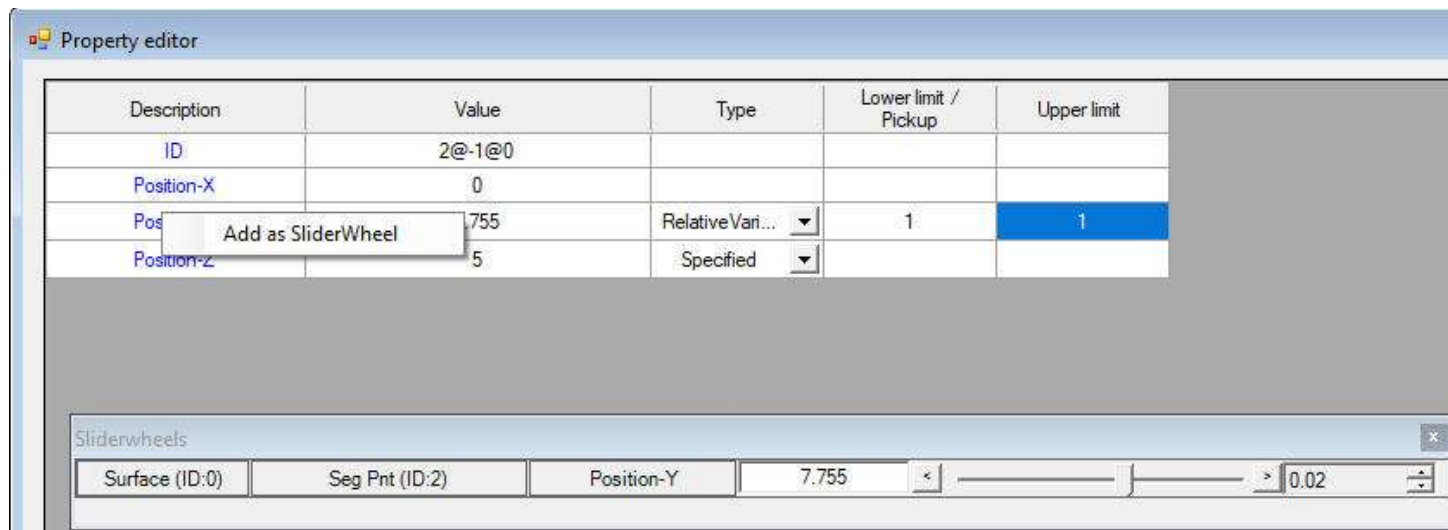 Property editor
Description Value Type Lower limit / Pickup Upper limit
ID 2@-1@0
Position-X 0
Pos .755 RelativeVari... 1 1
Add as SliderWheel
Position-Z 5 Specified
Sliderwheels x
Surface (ID:0) Seg Pnt (ID:2) Position-Y 7.755 < > 0.02